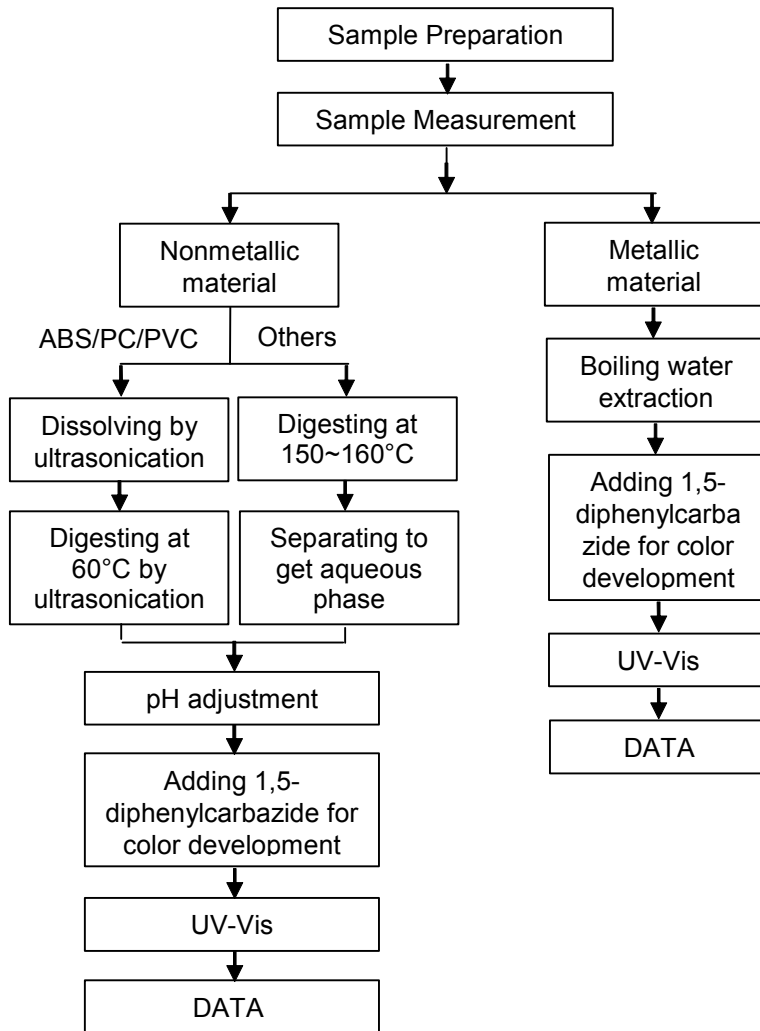 Sample Preparation
Sample Measurement
Nonmetallic
material
Metallic
material
ABS/PC/PVC
Others
Boiling water
extraction
Dissolving by
ultrasonication
Digesting at
150~160°C
Adding 1,5-
diphenylcarba
zide for color
development
Digesting at
60°C by
ultrasonication
Separating to
get aqueous
phase
UV-Vis
pH adjustment
DATA
Adding 1,5-
diphenylcarbazide for
color development
UV-Vis
DATA